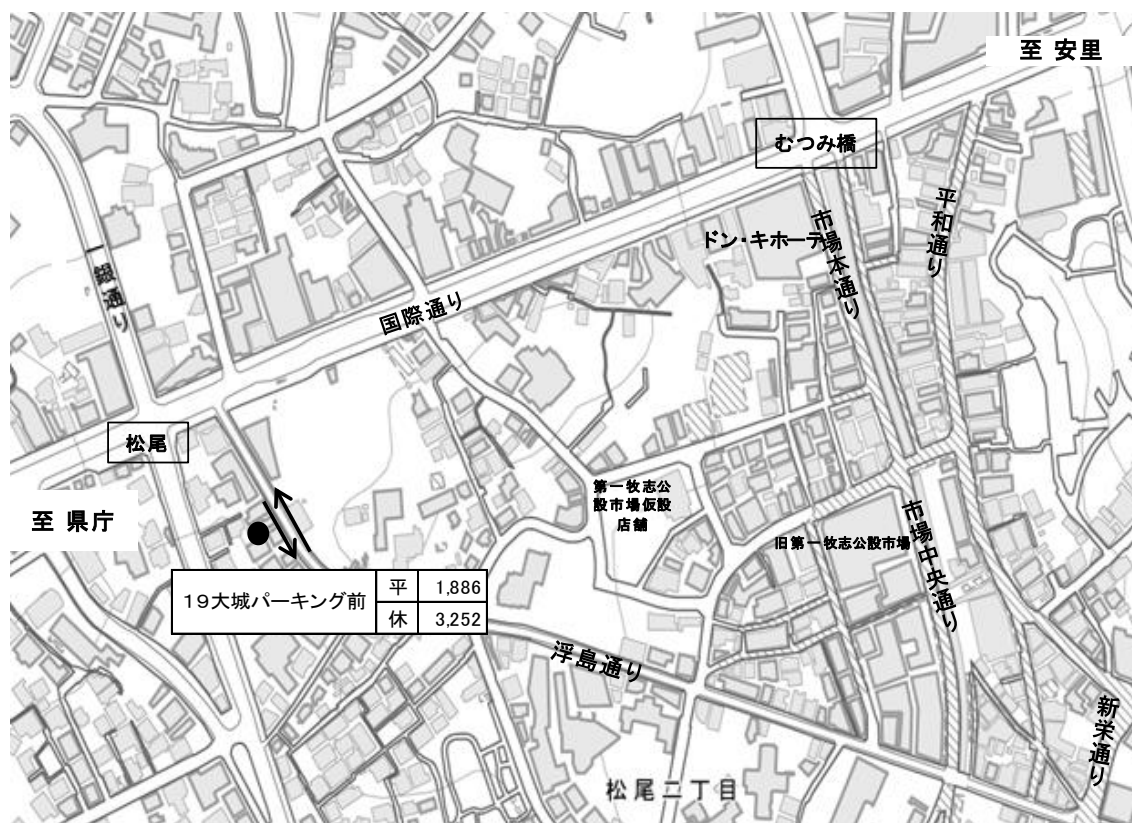 至 安里
むつみ橋
平和通り
市場本通り
ドン・キホーテ
銀通り
国際通り
松尾
第一牧志公
設市場仮設
店舗
至 県庁
旧第一牧志公設市場
市場中央通り
19大城パーキング前
平 1,886
休 3,252
浮島通り
新栄通り
松尾二丁目